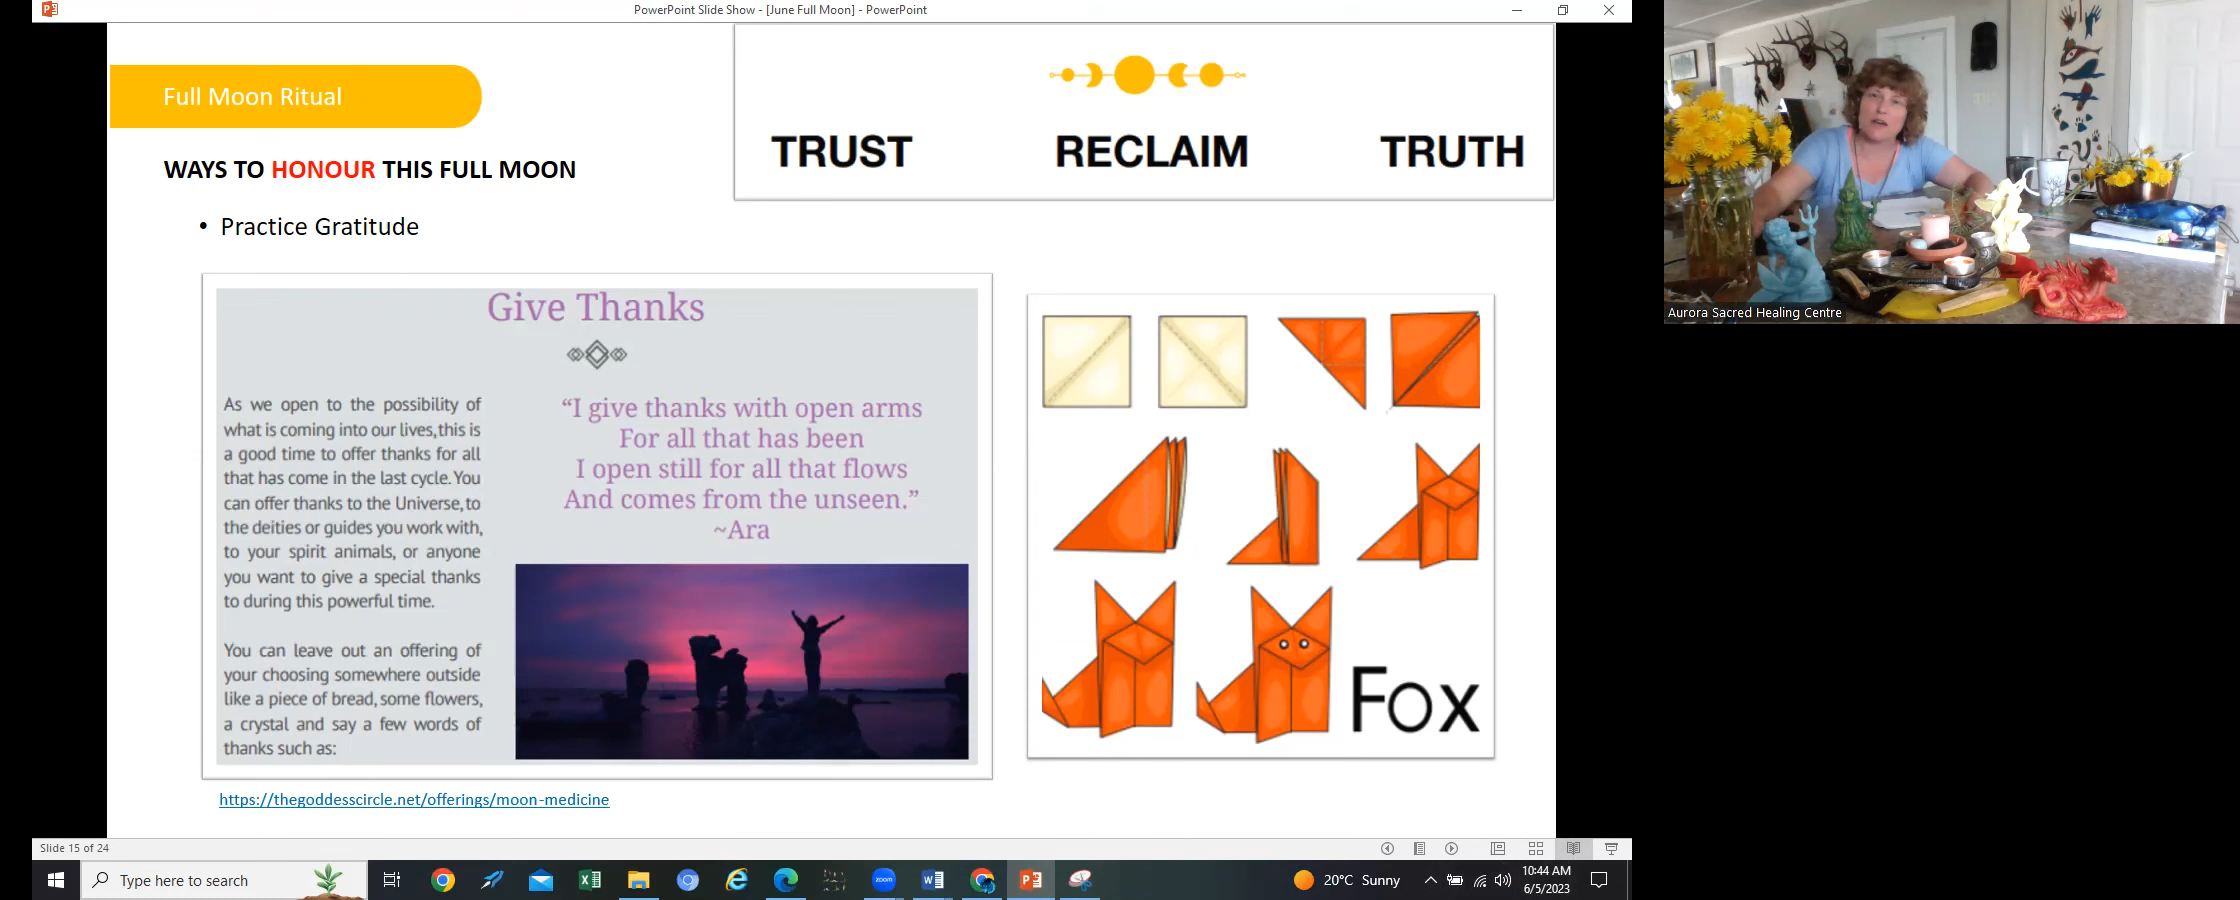 PowerPoint Slide Show - [June Full Moon] - PowerPoint
Full Moon Ritual
TRUST RECLAIM TRUTH
WAYS TO HONOUR THIS FULL MOON
• Practice Gratitude
Give Thanks
As we open to the possibility of
what is coming into our lives, this is
a good time to offer thanks for all
that has come in the last cycle. You
can offer thanks to the Universe, to
the deities or guides you work with,
to your spirit animals, or anyone
you want to give a special thanks
to during this powerful time.
You can leave out an offering of
your choosing somewhere outside
like a piece of bread, some flowers,
a crystal and say a few words of
thanks such as:
“I give thanks with open arms
For all that has been
I open still for all that flows
And comes from the unseen.”
~Ara
Fox
https://thegoddesscircle.net/offerings/moon-medicine
Slide 15 of 24
Type here to search
zoom
20°C Sunny
10:44 AM
6/5/2023
Aurora Sacred Healing Centre